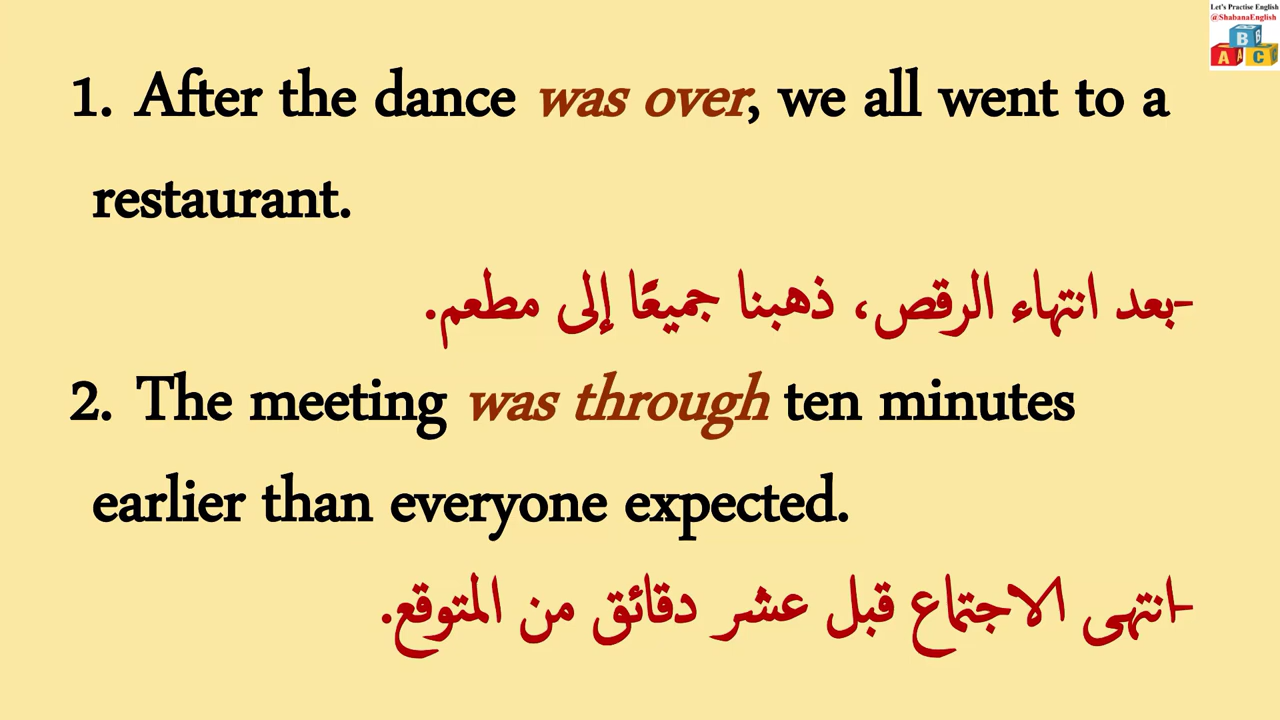 Let's Practise English
@ShabanaEnglish
B
A C
1. After the dance was over, we all went to a
restaurant.
-بعد انتهاء الرقص، ذهبنا جميعًا إلى مطعم.
2. The meeting was through ten minutes
earlier than everyone expected.
-انتهى الاجتماع قبل عشر دقائق من المتوقع.